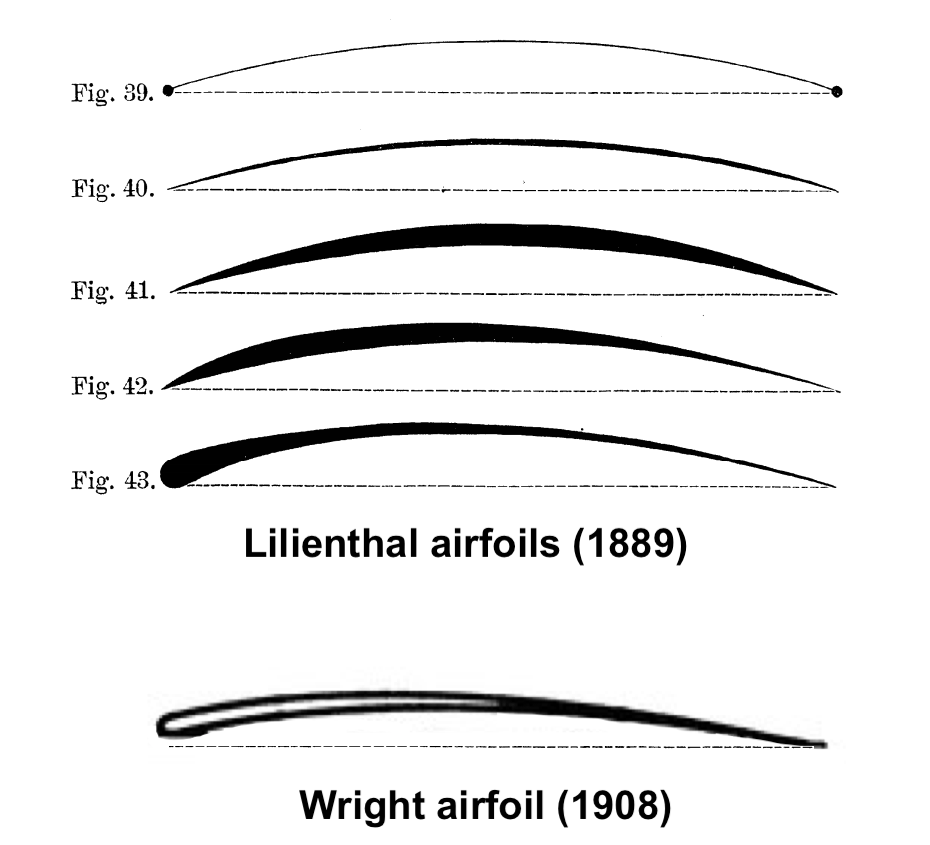 Fig. 39.
Fig. 40.
Fig. 41.
Fig. 42.
Fig. 43.
Lilienthal airfoils (1889)
Wright airfoil (1908)